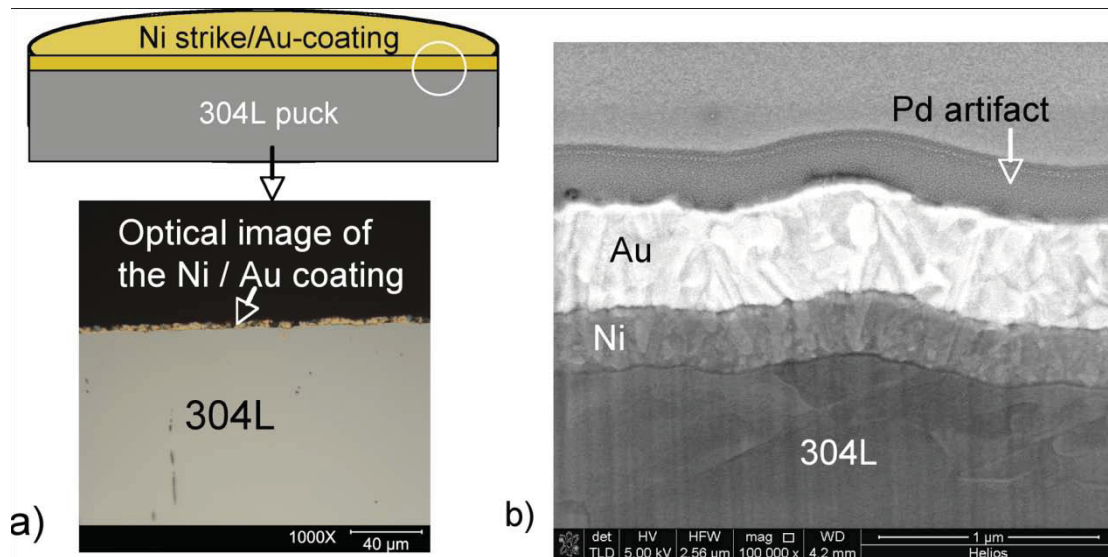 Ni strike/Au-coating
304L puck
Optical image of
the Ni / Au coating
304L
a)
1000X
40 µm
Pd artifact
Au
Ni
304L
b)
det HV HFW mag WD
1 µm
TLD 5.00 kV 2.56 µm 100 000 x 4.2 mm
Helios